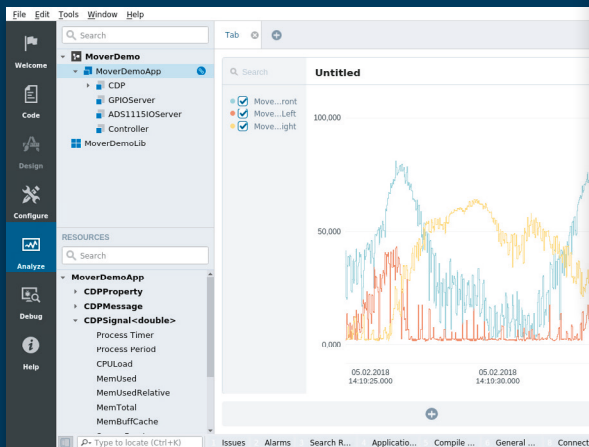 File Edit Tools Window Help
Welcome
Code
Design
Configure
Analyze
Debug
Help
Search
MoverDemo
MoverDemoApp
CDP
GPIOServer
ADS1115IOServer
Controller
MoverDemoLib
RESOURCES
Search
MoverDemoApp
CDPProperty
CDPMessage
CDPSignal<double>
Process Timer
Process Period
CPULoad
MemUsed
MemUsedRelative
MemTotal
MemBuffCache
Tab
Search
Move...ront
Move...Left
Move...ight
Untitled
100,000
50,000
0,000
05.02.2018
14:19:25.000
05.02.2018
14:19:30.000
Type to locate (Ctrl+K)
Issues
Alarms
Search R...
Applicatio...
Compile ...
General ...
Connect